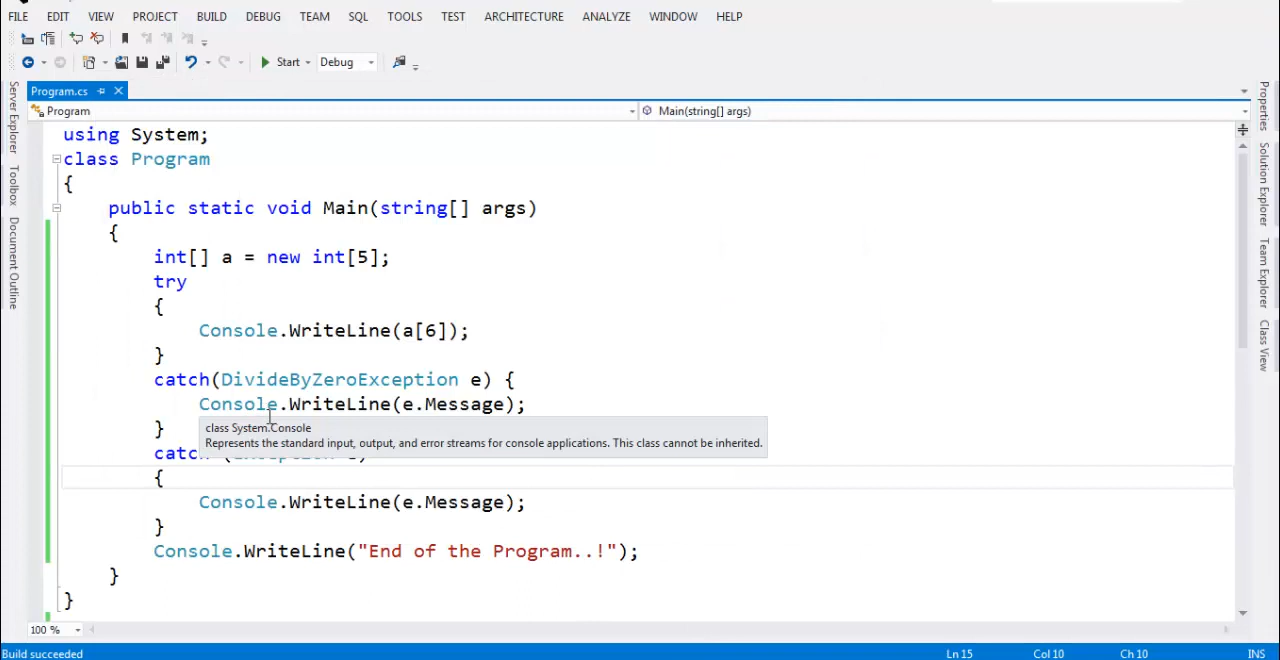 FILE EDIT VIEW PROJECT BUILD DEBUG TEAM SQL TOOLS TEST ARCHITECTURE ANALYZE WINDOW HELP
Start Debug
Program.cs
Program Main(string[] args)
using System;
class Program
{
public static void Main(string[] args)
{
int[] a = new int[5];
try
{
Console.WriteLine(a[6]);
}
catch(DivideByZeroException e) {
Console.WriteLine(e.Message);
}
class System.Console
Represents the standard input, output, and error streams for console applications. This class cannot be inherited.
{
Console.WriteLine(e.Message);
}
Console.WriteLine("End of the Program..!");
}
}
100 %
Build succeeded Ln 15 Col 10 Ch 10 INS
Server Explorer
Toolbox
Document Outline
Properties
Solution Explorer
Team Explorer
Class View